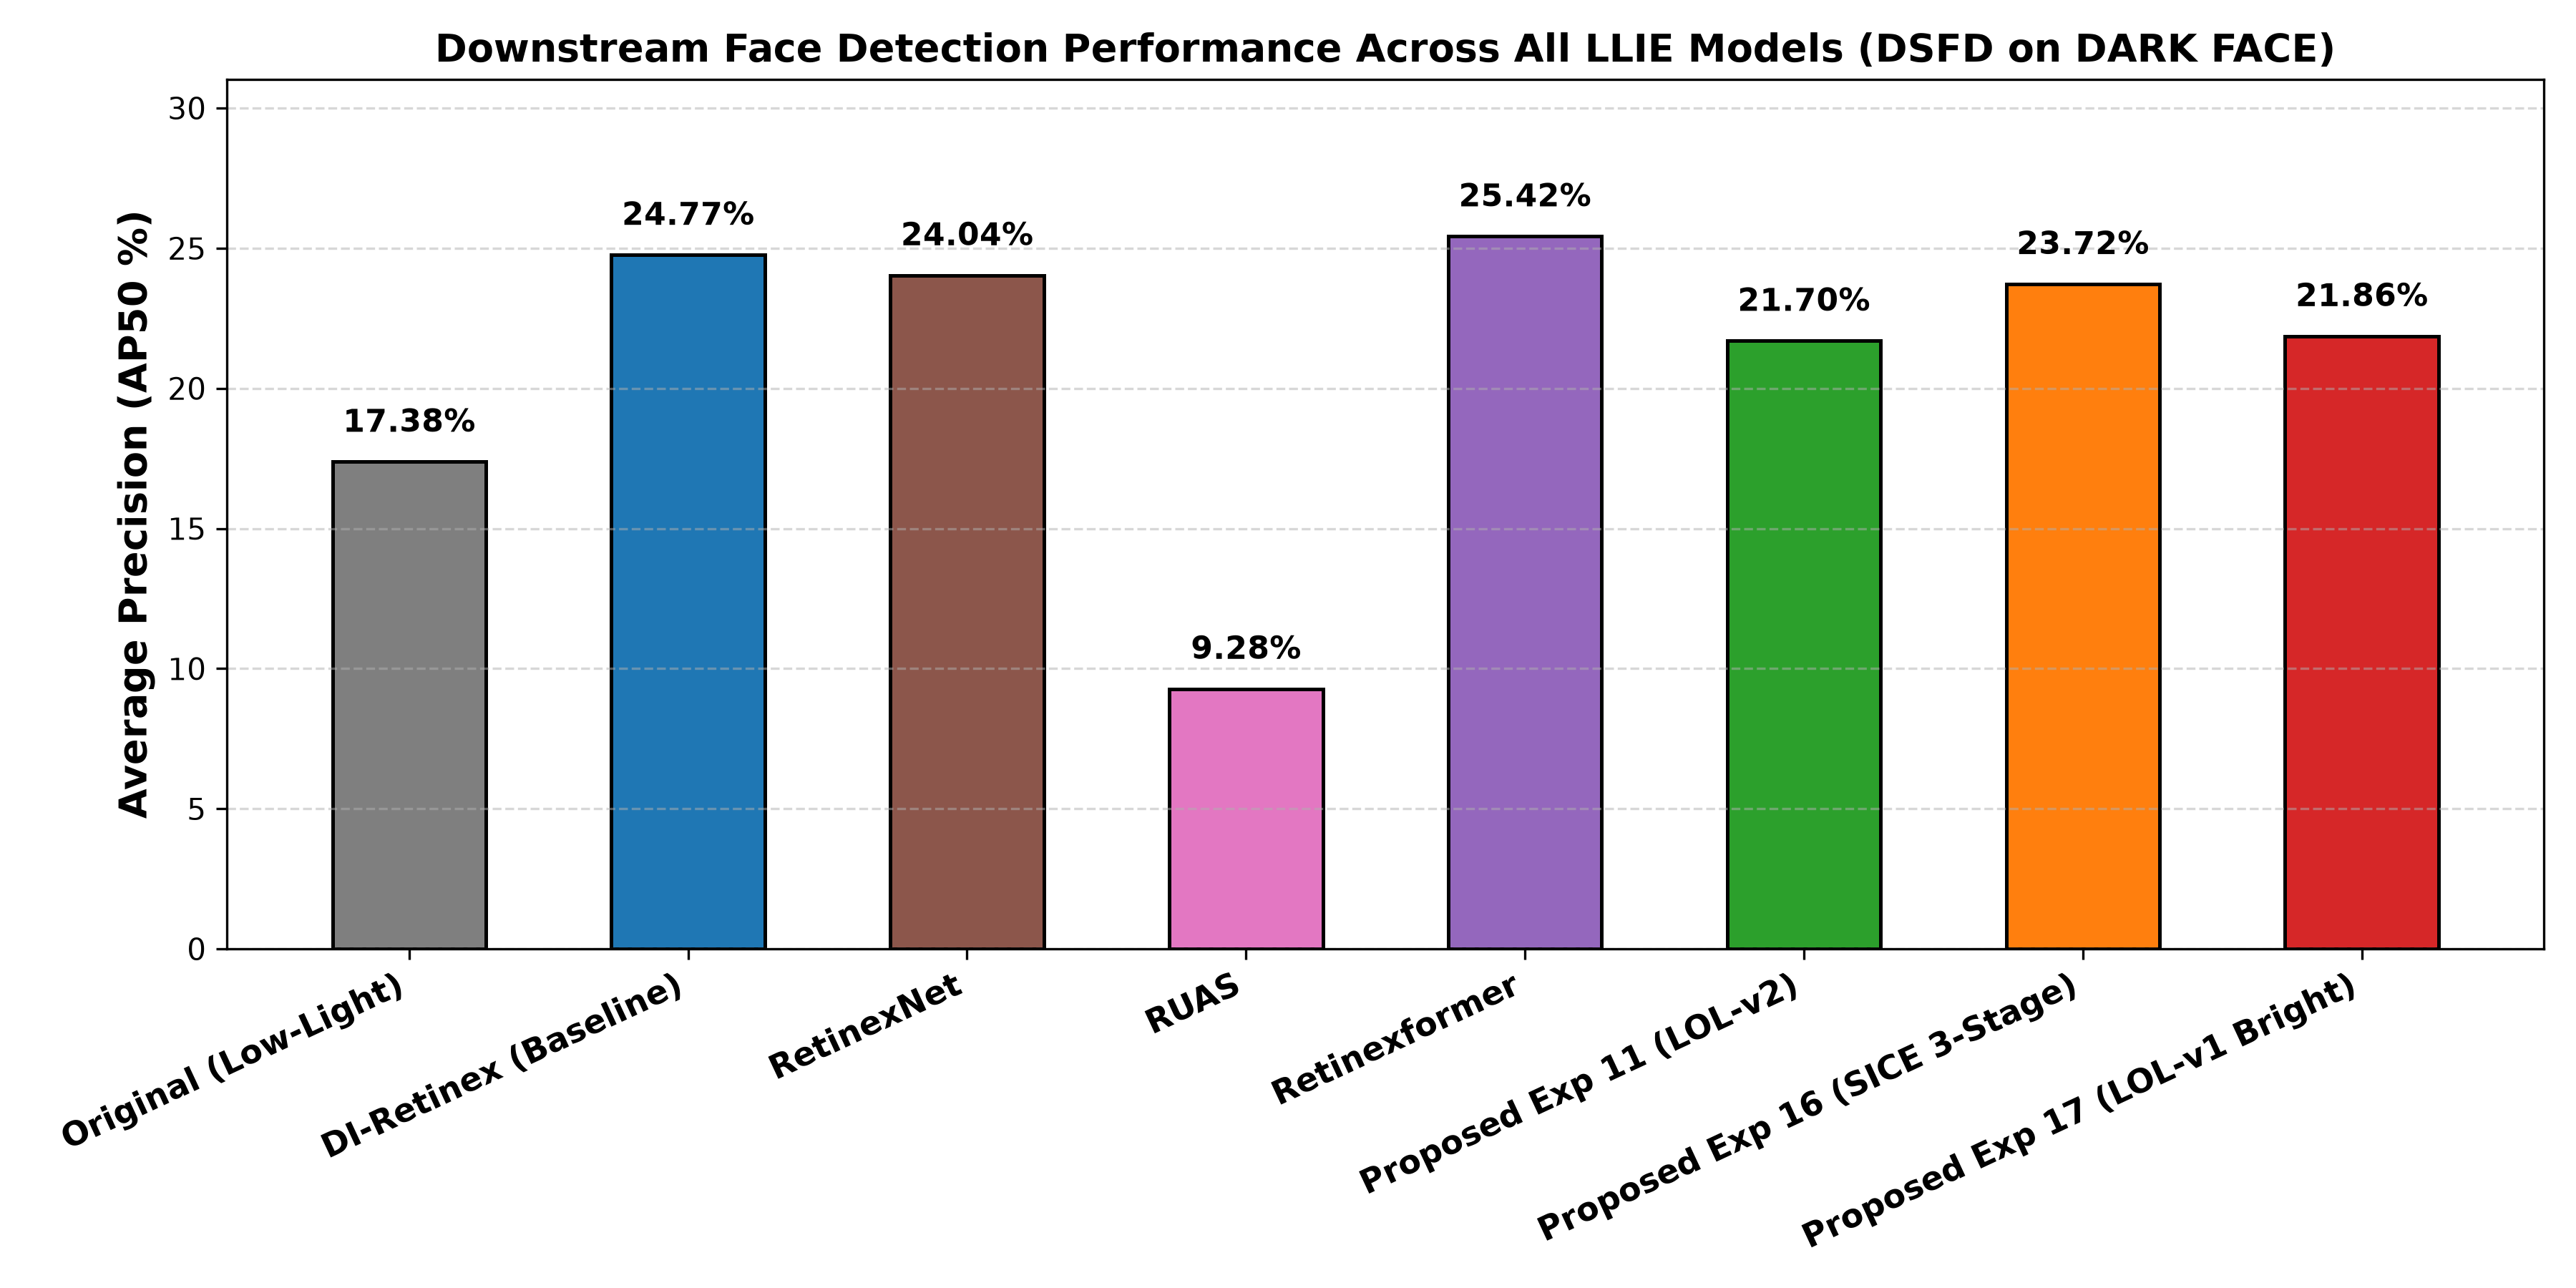 Downstream Face Detection Performance Across All LLIE Models (DSFD on DARK FACE)
Average Precision (AP50 %)
30
25
20
15
10
5
0
17.38%
24.77%
24.04%
9.28%
25.42%
21.70%
23.72%
21.86%
Original (Low-Light)
DI-Retinex (Baseline)
RetinexNet
RUAS
Retinexformer
Proposed Exp 11 (LOL-v2)
Proposed Exp 16 (SICE 3-Stage)
Proposed Exp 17 (LOL-v1 Bright)